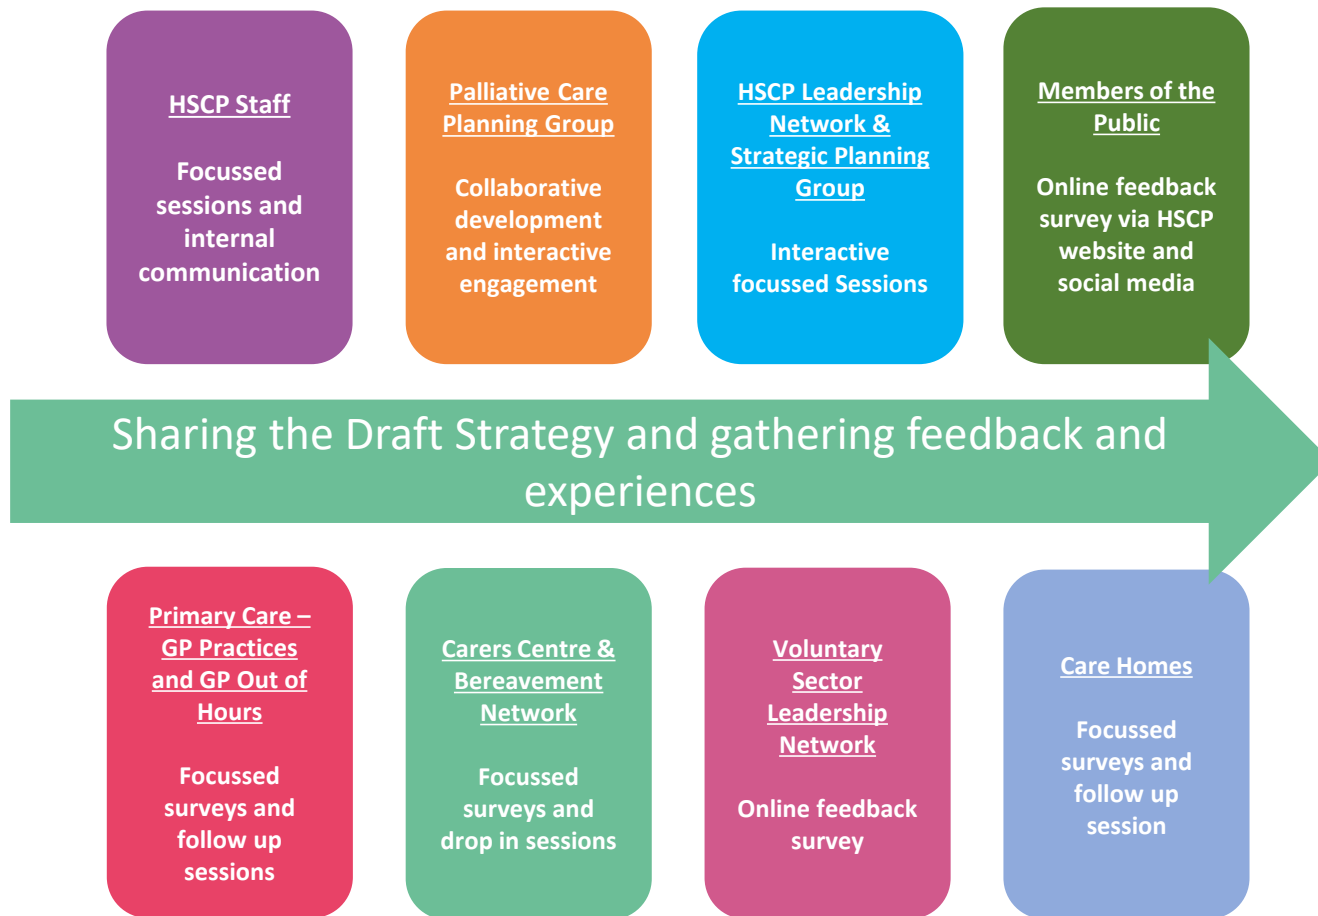 HSCP Staff
Focussed
sessions and
internal
communication
Palliative Care
Planning Group
Collaborative
development
and interactive
engagement
HSCP Leadership
Network &
Strategic Planning
Group
Interactive
focussed Sessions
Members of the
Public
Online feedback
survey via HSCP
website and
social media
Sharing the Draft Strategy and gathering feedback and
experiences
Primary Care –
GP Practices
and GP Out of
Hours
Focussed
surveys and
follow up
sessions
Carers Centre &
Bereavement
Network
Focussed
surveys and
drop in sessions
Voluntary
Sector
Leadership
Network
Online feedback
survey
Care Homes
Focussed
surveys and
follow up
session